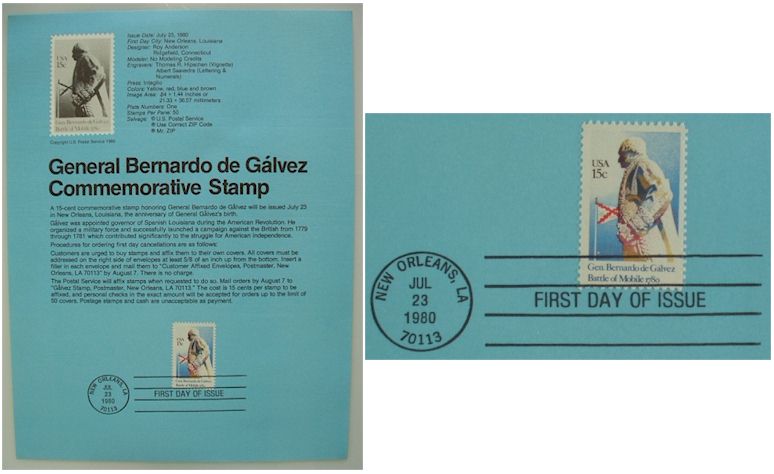 USA
15c
Gen. Bernardo de Gálvez
Battle of Mobile 1780
Copyright U.S. Postal Service 1980
Issue Date: July 23, 1980
First Day City: New Orleans, Louisiana
Designer: Roy Anderson
Ridgefield, Connecticut
Modeler: No Modeling Credits
Engravers: Thomas R. Hipschen (Vignette)
Albert Saavedra (Lettering &
Numerals)
Press: Intaglio
Colors: Yellow, red, blue and brown
Image Area: .84 x 1.44 inches or
21.33 x 36.57 millimeters
Plate Numbers: One
Stamps Per Pane: 50
Selvage: ® U.S. Postal Service
® Use Correct ZIP Code
® Mr. ZIP
General Bernardo de Gálvez
Commemorative Stamp
A 15-cent commemorative stamp honoring General Bernardo de Gálvez will be issued July 23
in New Orleans, Louisiana, the anniversary of General Gálvez's birth.
Gálvez was appointed governor of Spanish Louisiana during the American Revolution. He
organized a military force and successfully launched a campaign against the British from 1779
through 1781 which contributed significantly to the struggle for American independence.
Procedures for ordering first day cancellations are as follows:
Customers are urged to buy stamps and affix them to their own covers. All covers must be
addressed on the right side of envelopes at least 5/8 of an inch up from the bottom. Insert a
filler in each envelope and mail them to "Customer Affixed Envelopes, Postmaster, New
Orleans, LA 70113" by August 7. There is no charge.
The Postal Service will affix stamps when requested to do so. Mail orders by August 7 to
"Gálvez Stamp, Postmaster, New Orleans, LA 70113." The cost is 15 cents per stamp to be
affixed, and personal checks in the exact amount will be accepted for orders up to the limit of
50 covers. Postage stamps and cash are unacceptable as payment.
USA
15c
Gen. Bernardo de Gálvez
Battle of Mobile 1780
NEW ORLEANS, LA
JUL
23
1980
70113
FIRST DAY OF ISSUE
USA
15c
Gen. Bernardo de Gálvez
Battle of Mobile 1780
NEW ORLEANS, LA
JUL
23
1980
70113
FIRST DAY OF ISSUE